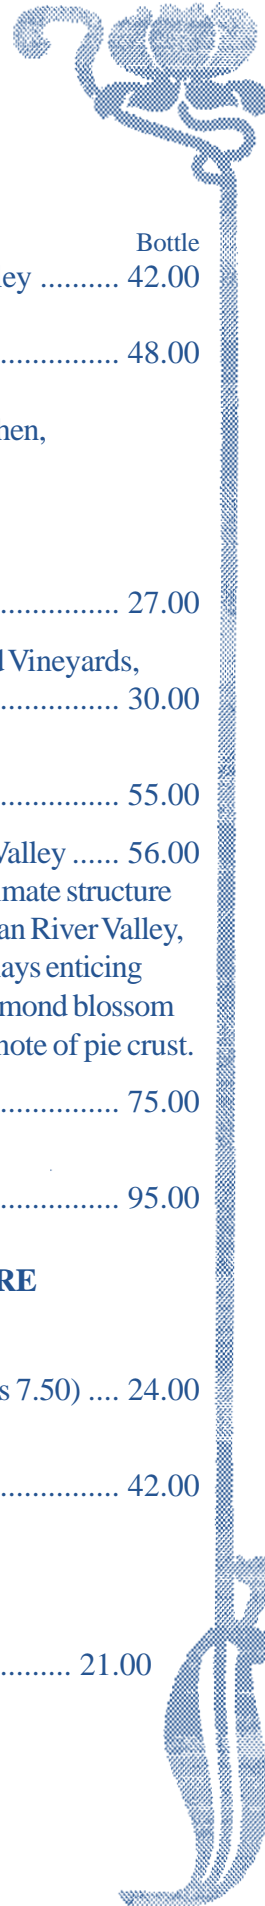 Bottle
ey .......... 42.00
............... 48.00
nen,
............... 27.00
d Vineyards,
............... 30.00
............... 55.00
Valley ...... 56.00
imate structure
an River Valley,
lays enticing
mond blossom
note of pie crust.
............... 75.00
............... 95.00
RE
s 7.50) .... 24.00
............... 42.00
......... 21.00